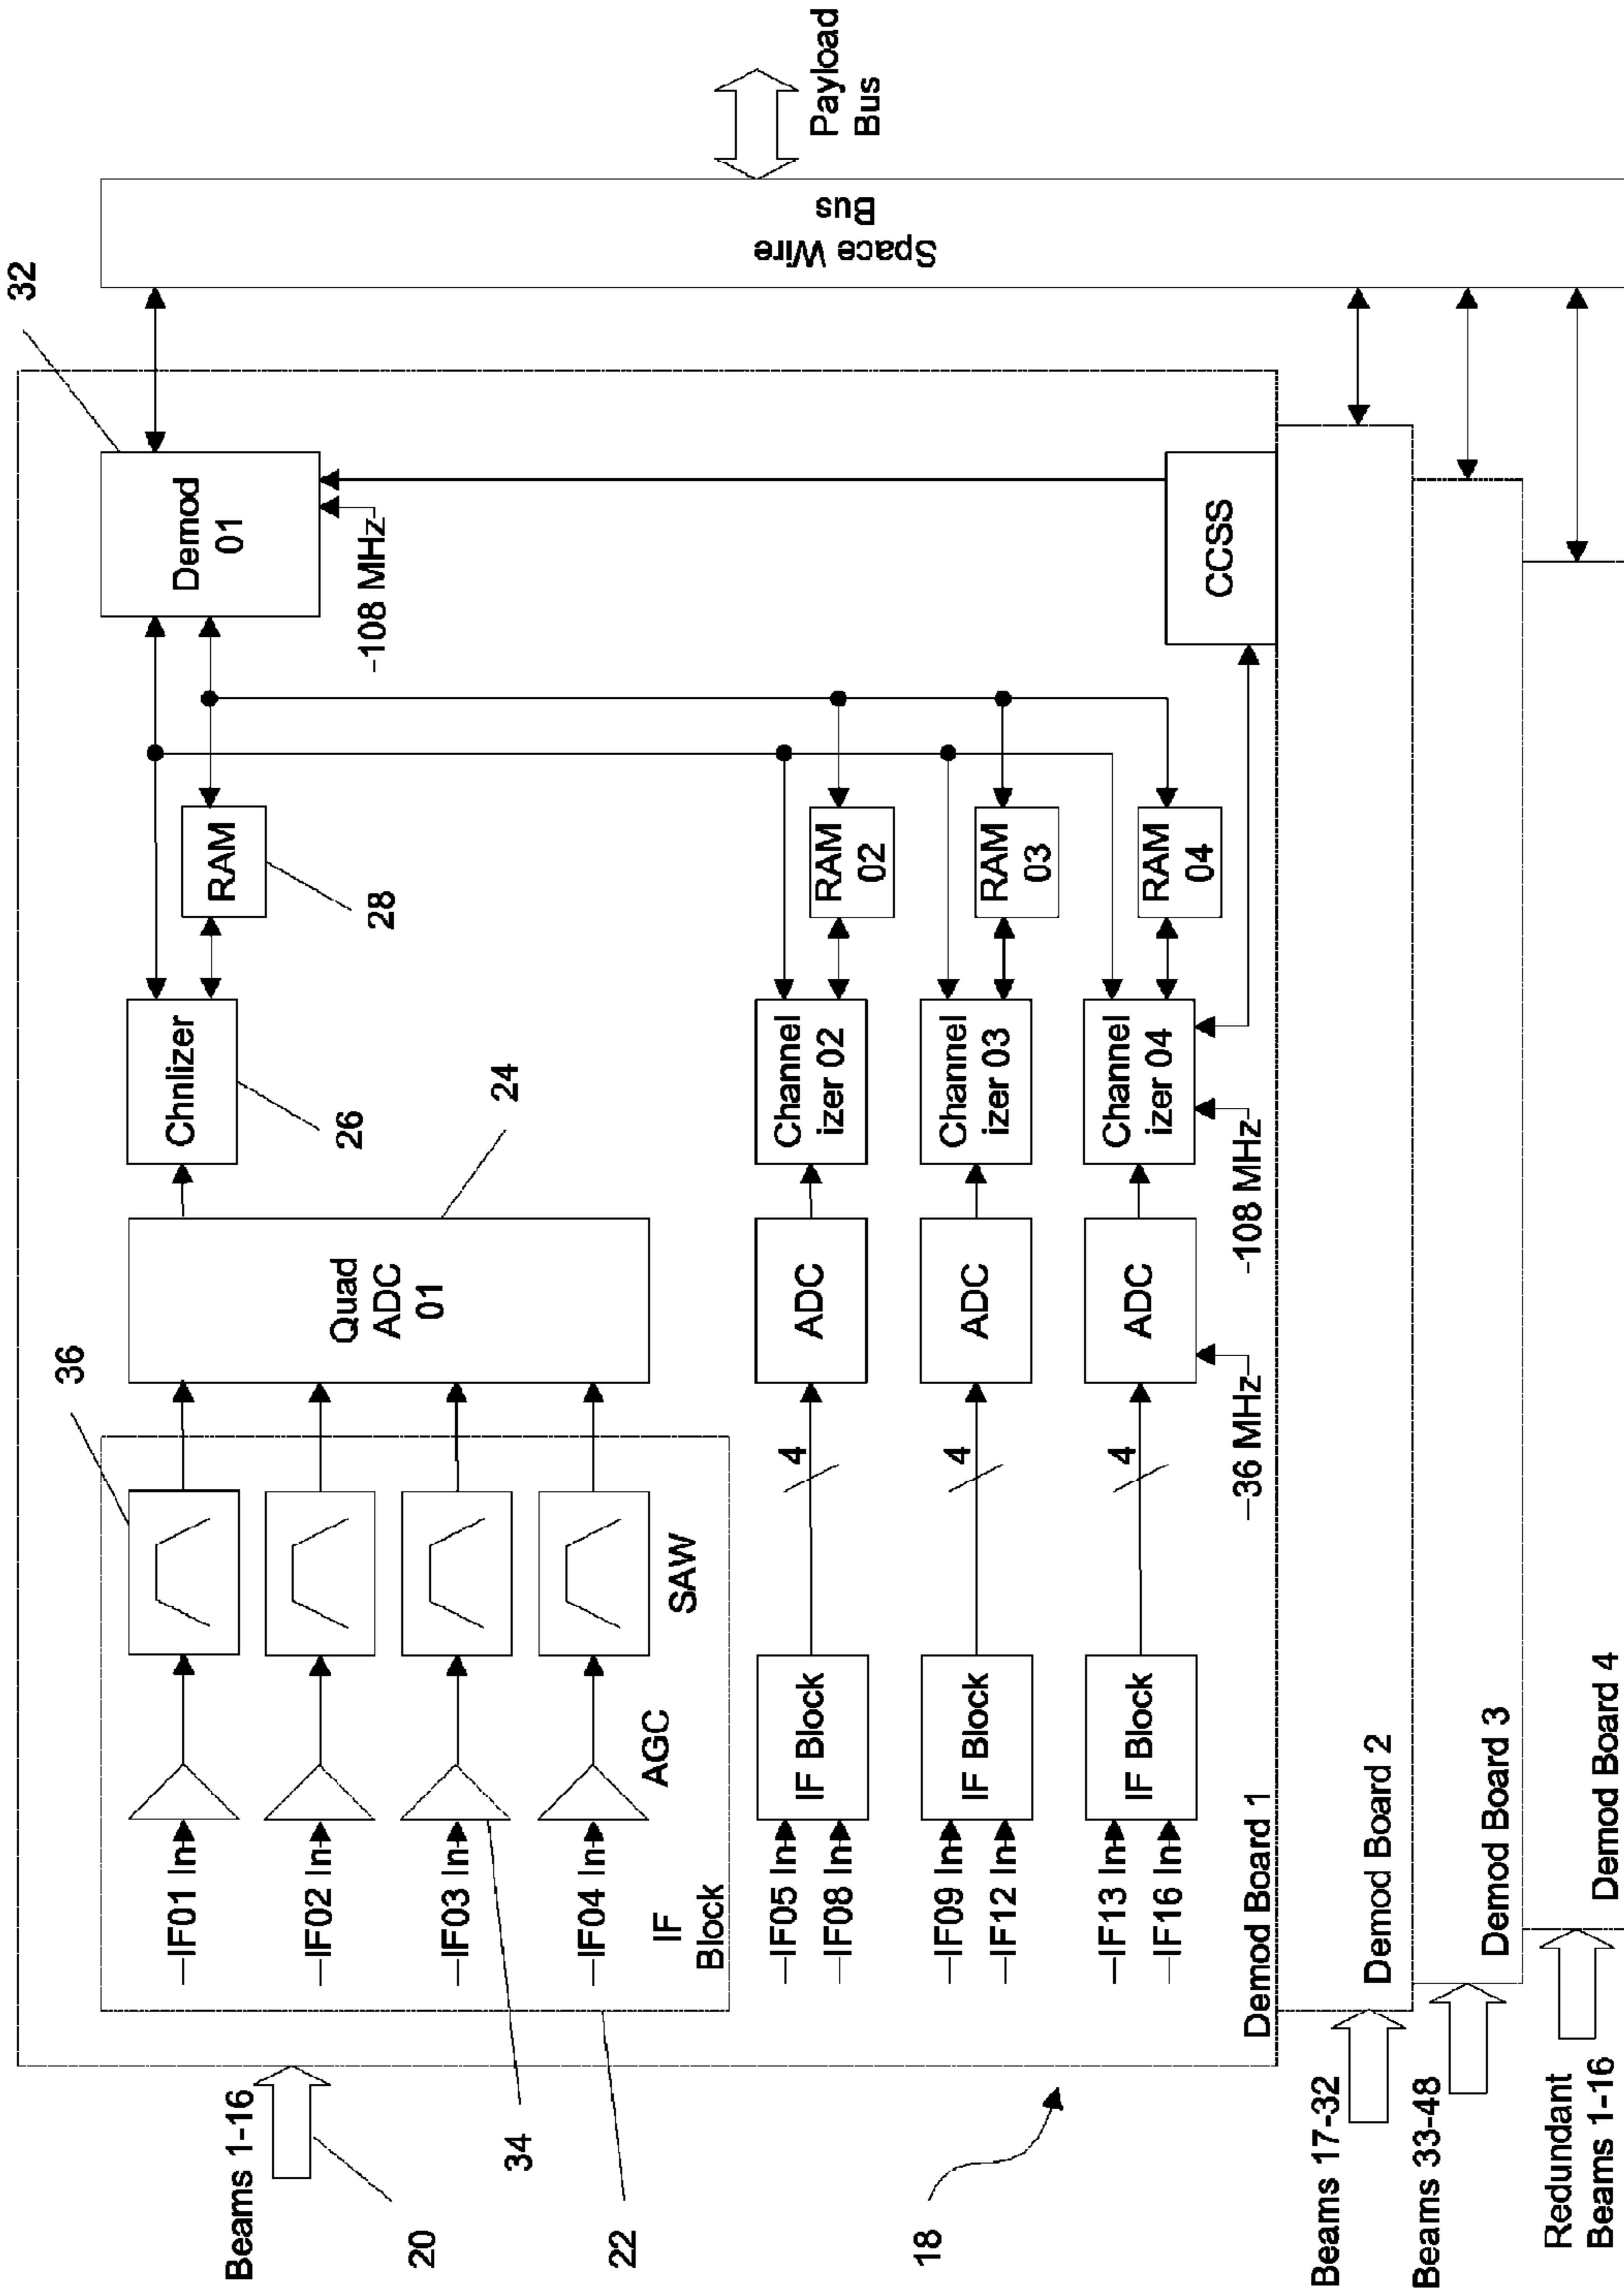 Beams 1-16
20
22
34
18
36
24
26
28
32
IF01 In
IF02 In
IF03 In
IF04 In
IF
Block
AGC
SAW
Quad
ADC
01
Chnlizer
RAM
Demod
01
108 MHz
IF05 In
IF08 In
IF Block
4
ADC
Channel
izer 02
RAM
02
IF09 In
IF12 In
IF Block
4
ADC
Channel
izer 03
RAM
03
IF13 In
IF16 In
IF Block
4
ADC
Channel
izer 04
RAM
04
36 MHz
108 MHz
CCSS
Demod Board 1
Beams 17-32
Demod Board 2
Beams 33-48
Demod Board 3
Redundant
Beams 1-16
Demod Board 4
Space Wire
Bus
Payload
Bus